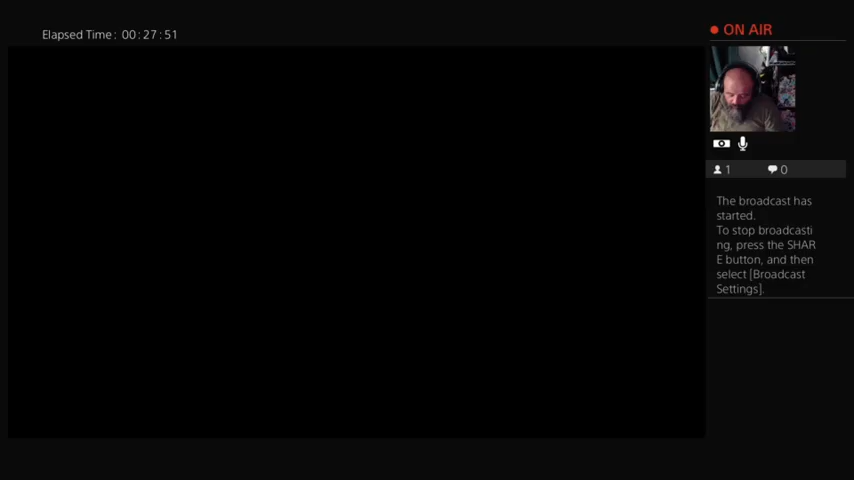 Elapsed Time: 00:27:51
ON AIR
1 0
The broadcast has
started.
To stop broadcasti
ng, press the SHAR
E button, and then
select [Broadcast
Settings].